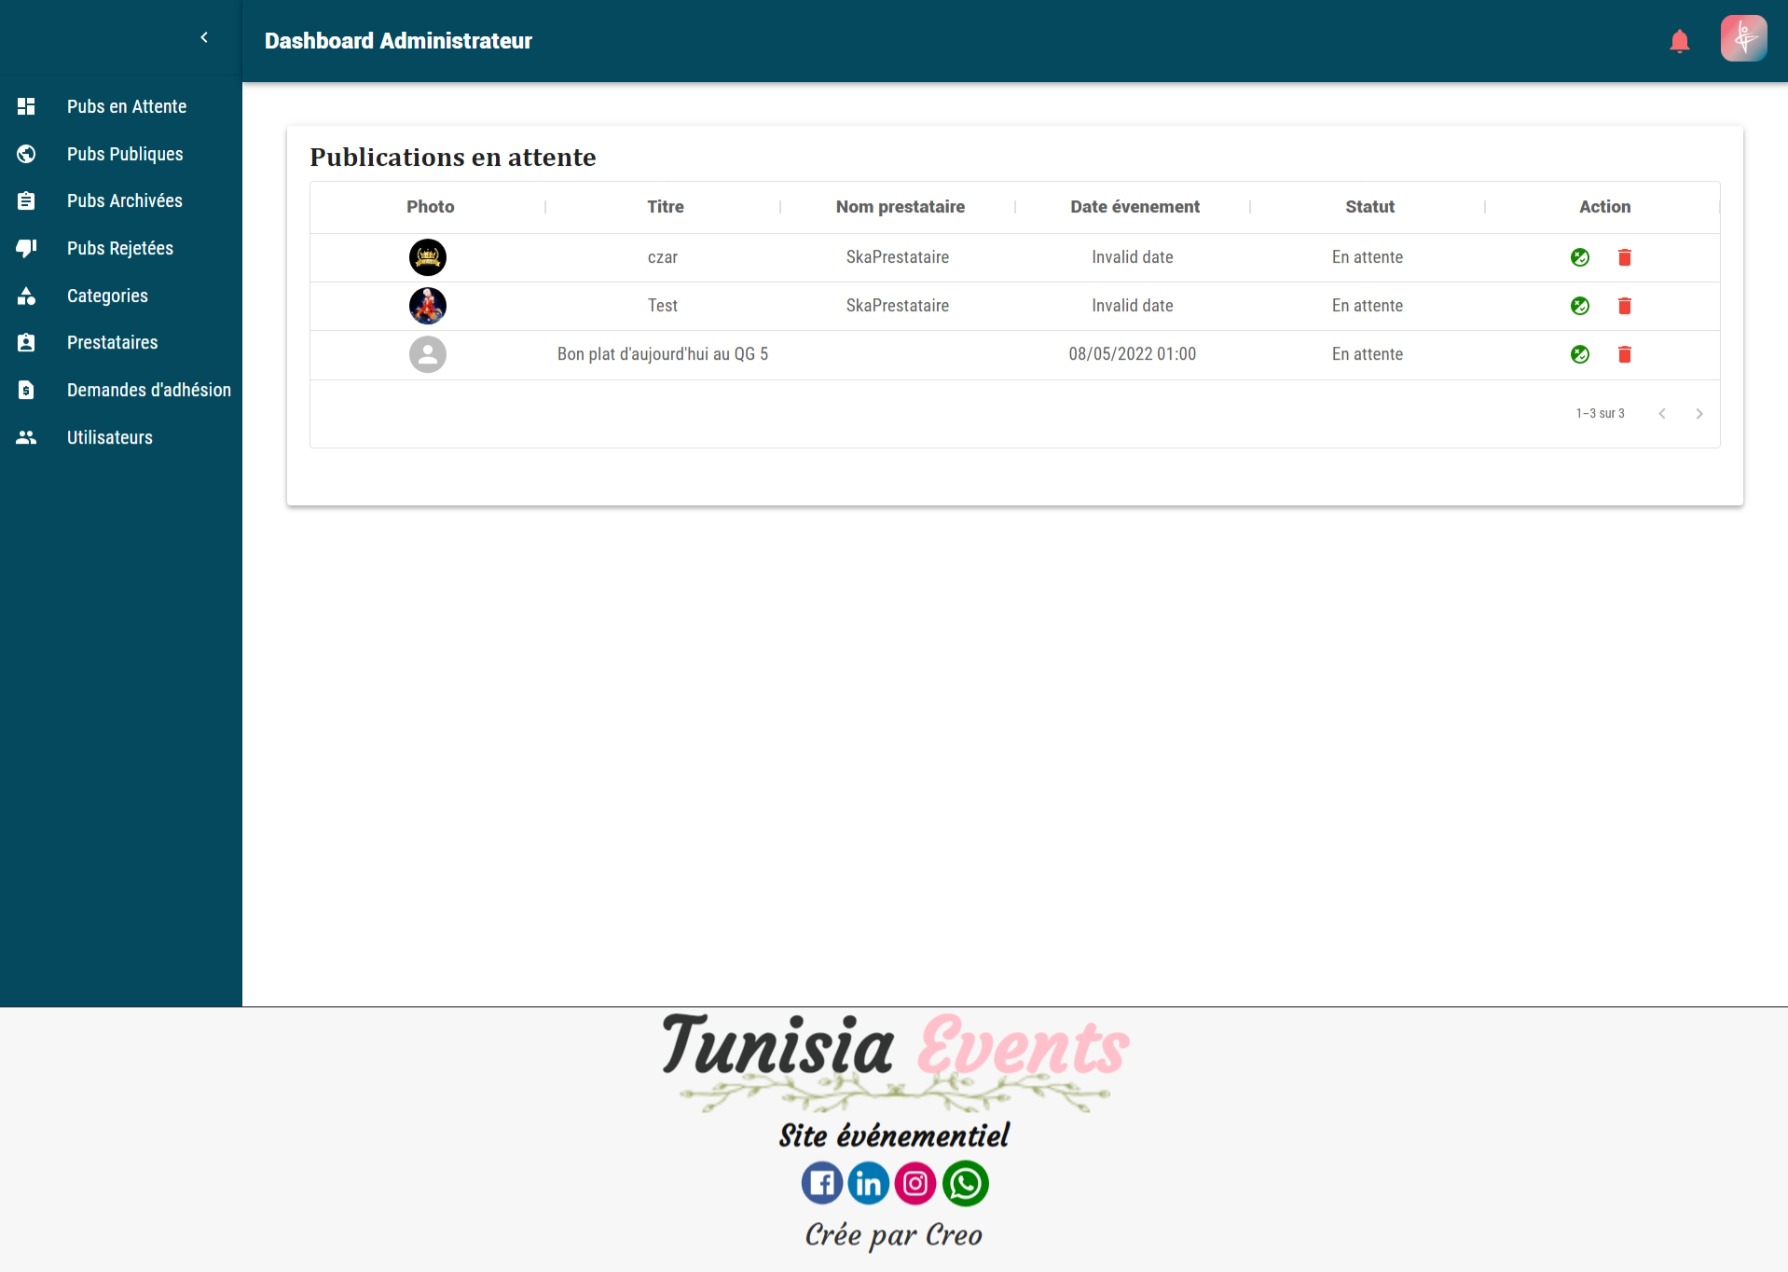 Dashboard Administrateur
Pubs en Attente
Pubs Publiques
Pubs Archivées
Pubs Rejetées
Categories
Prestataires
Demandes d'adhésion
Utilisateurs
Publications en attente
Photo Titre Nom prestataire Date évenement Statut Action
czar SkaPrestataire Invalid date En attente
Test SkaPrestataire Invalid date En attente
Bon plat d'aujourd'hui au QG 5 08/05/2022 01:00 En attente
1–3 sur 3
Tunisia Events
Site événementiel
Crée par Creo